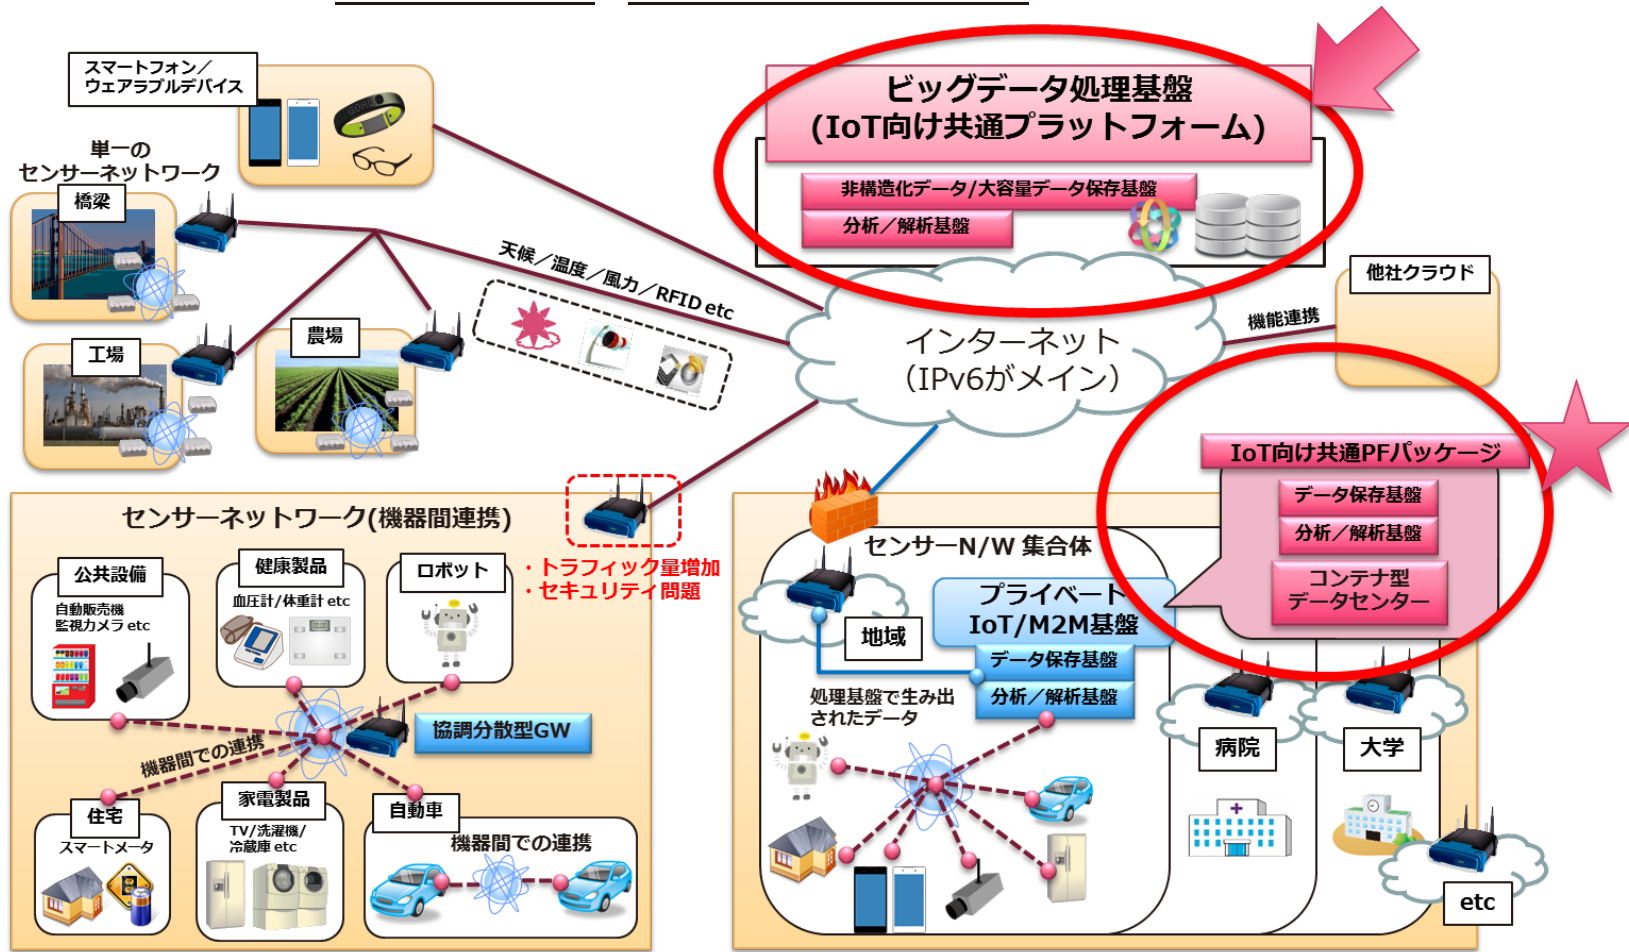 スマートフォン／
ウェアラブルデバイス
ビッグデータ処理基盤
(IoT向け共通プラットフォーム)
非構造化データ/大容量データ保存基盤
分析／解析基盤
単一の
センサーネットワーク
橋梁
工場
農場
天候／温度／風力／RFID etc
インターネット
（IPv6がメイン）
機能連携
他社クラウド
IoT向け共通PFパッケージ
データ保存基盤
分析／解析基盤
コンテナ型
データセンター
センサーネットワーク(機器間連携)
・トラフィック量増加
・セキュリティ問題
公共設備
自動販売機
監視カメラ etc
健康製品
血圧計/体重計 etc
ロボット
協調分散型GW
機器間での連携
住宅
スマートメータ
家電製品
TV/洗濯機/
冷蔵庫 etc
自動車
機器間での連携
センサーN/W 集合体
地域
プライベート
IoT/M2M基盤
データ保存基盤
分析／解析基盤
処理基盤で生み出
されたデータ
病院
大学
etc